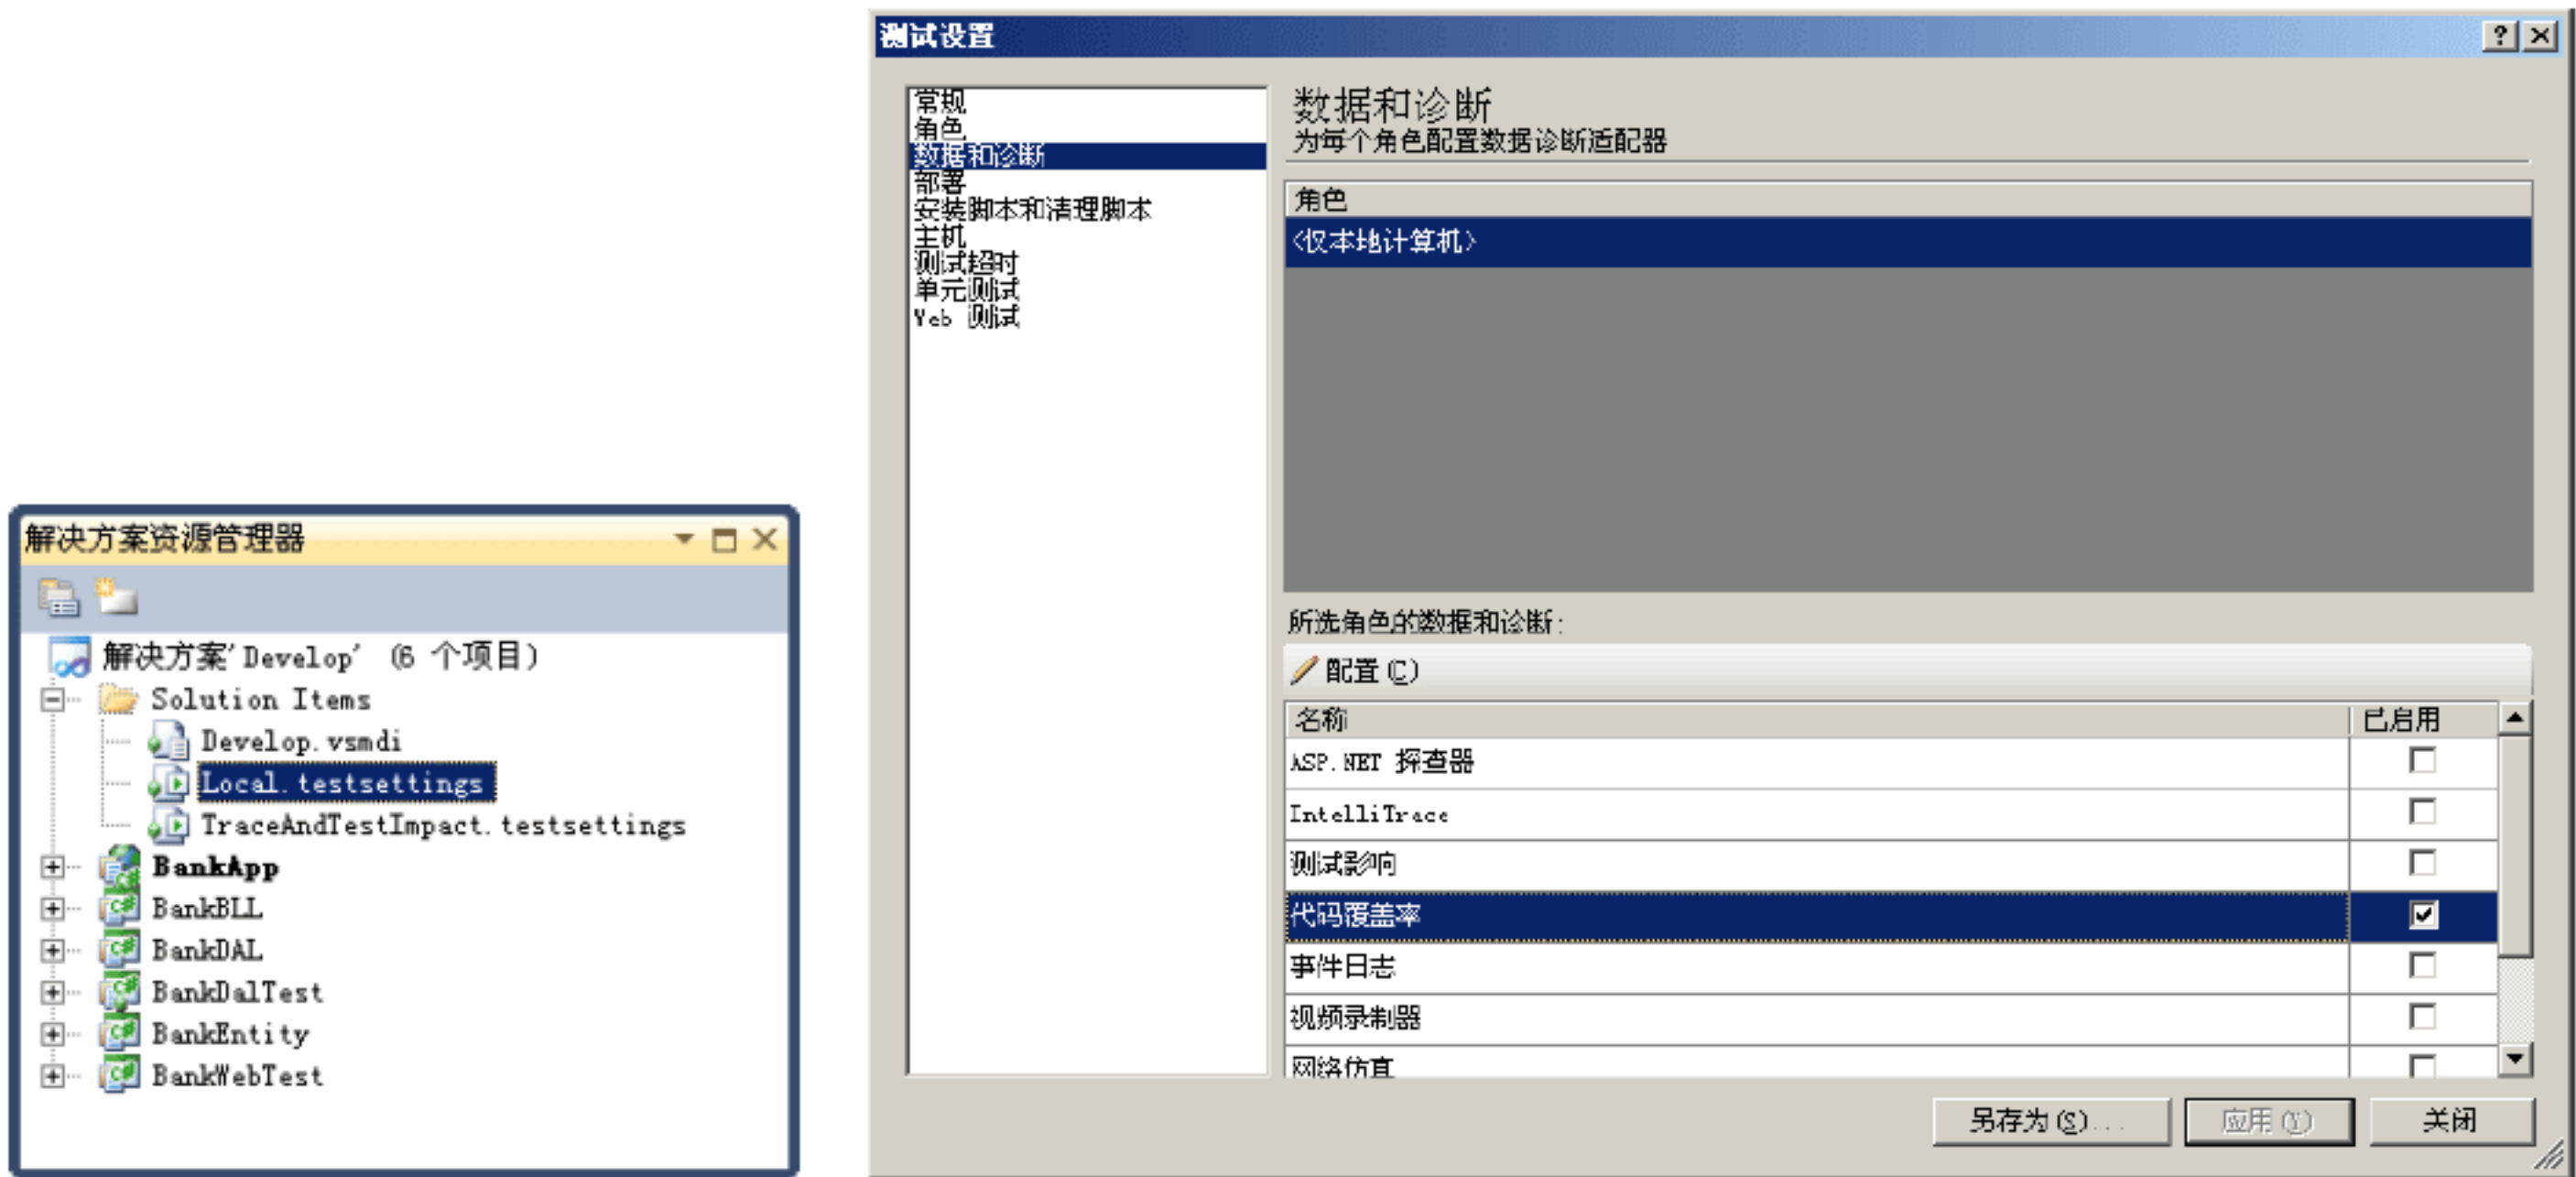 解决方案资源管理器
解决方案'Develop' (6 个项目)
Solution Items
Develop.vsmdi
Local.testsettings
TraceAndTestImpact.testsettings
BankApp
BankBLL
BankDAL
BankDalTest
BankEntity
BankWebTest
测试设置
常规
角色
数据和诊断
部署
安装脚本和清理脚本
主机
测试超时
单元测试
Web 测试
数据和诊断
为每个角色配置数据诊断适配器
角色
<仅本地计算机>
所选角色的数据和诊断:
配置(C)
名称 已启用
ASP.NET 探查器
IntelliTrace
测试影响
代码覆盖率
事件日志
视频录制器
网络仿真
另存为(S)... 应用(Y) 关闭